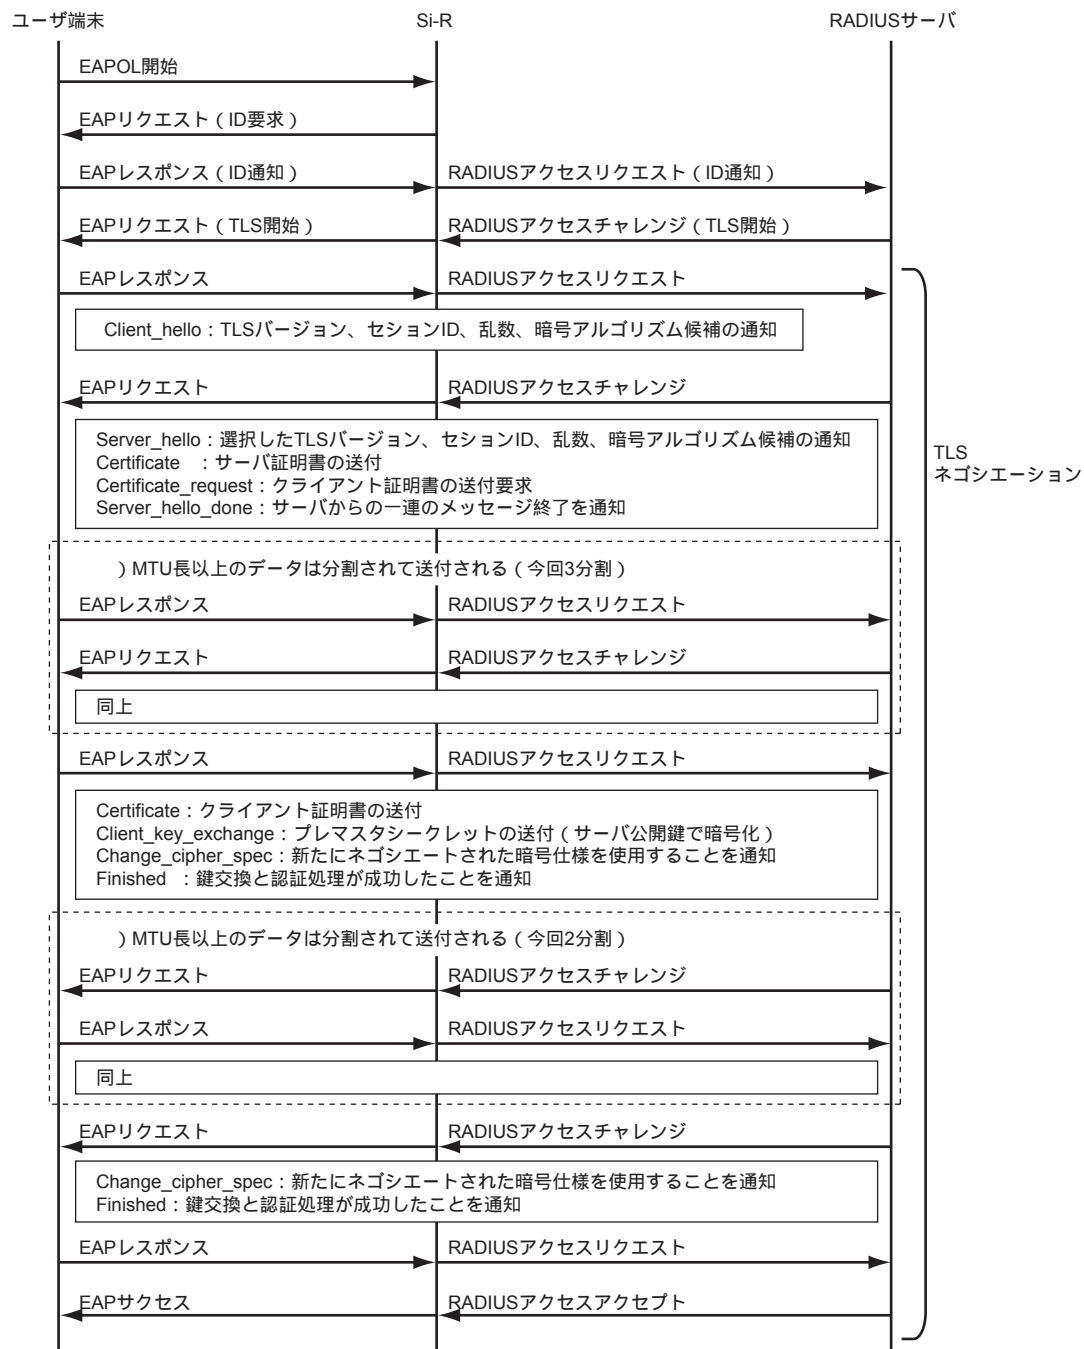 ユーザ端末 Si-R RADIUSサーバ
EAPOL開始
EAPリクエスト（ID要求）
EAPレスポンス（ID通知） RADIUSアクセスリクエスト（ID通知）
EAPリクエスト（TLS開始） RADIUSアクセスチャレンジ（TLS開始）
EAPレスポンス RADIUSアクセスリクエスト
Client_hello：TLSバージョン、セションID、乱数、暗号アルゴリズム候補の通知
EAPリクエスト RADIUSアクセスチャレンジ
Server_hello：選択したTLSバージョン、セションID、乱数、暗号アルゴリズム候補の通知
Certificate ：サーバ証明書の送付
Certificate_request：クライアント証明書の送付要求
Server_hello_done：サーバからの一連のメッセージ終了を通知
TLS
ネゴシエーション
）MTU長以上のデータは分割されて送付される（今回3分割）
EAPレスポンス RADIUSアクセスリクエスト
EAPリクエスト RADIUSアクセスチャレンジ
同上
EAPレスポンス RADIUSアクセスリクエスト
Certificate：クライアント証明書の送付
Client_key_exchange：プレマスタシークレットの送付（サーバ公開鍵で暗号化）
Change_cipher_spec：新たにネゴシエートされた暗号仕様を使用することを通知
Finished ：鍵交換と認証処理が成功したことを通知
）MTU長以上のデータは分割されて送付される（今回2分割）
EAPリクエスト RADIUSアクセスチャレンジ
EAPレスポンス RADIUSアクセスリクエスト
同上
EAPリクエスト RADIUSアクセスチャレンジ
Change_cipher_spec：新たにネゴシエートされた暗号仕様を使用することを通知
Finished：鍵交換と認証処理が成功したことを通知
EAPレスポンス RADIUSアクセスリクエスト
EAPサクセス RADIUSアクセスアクセプト